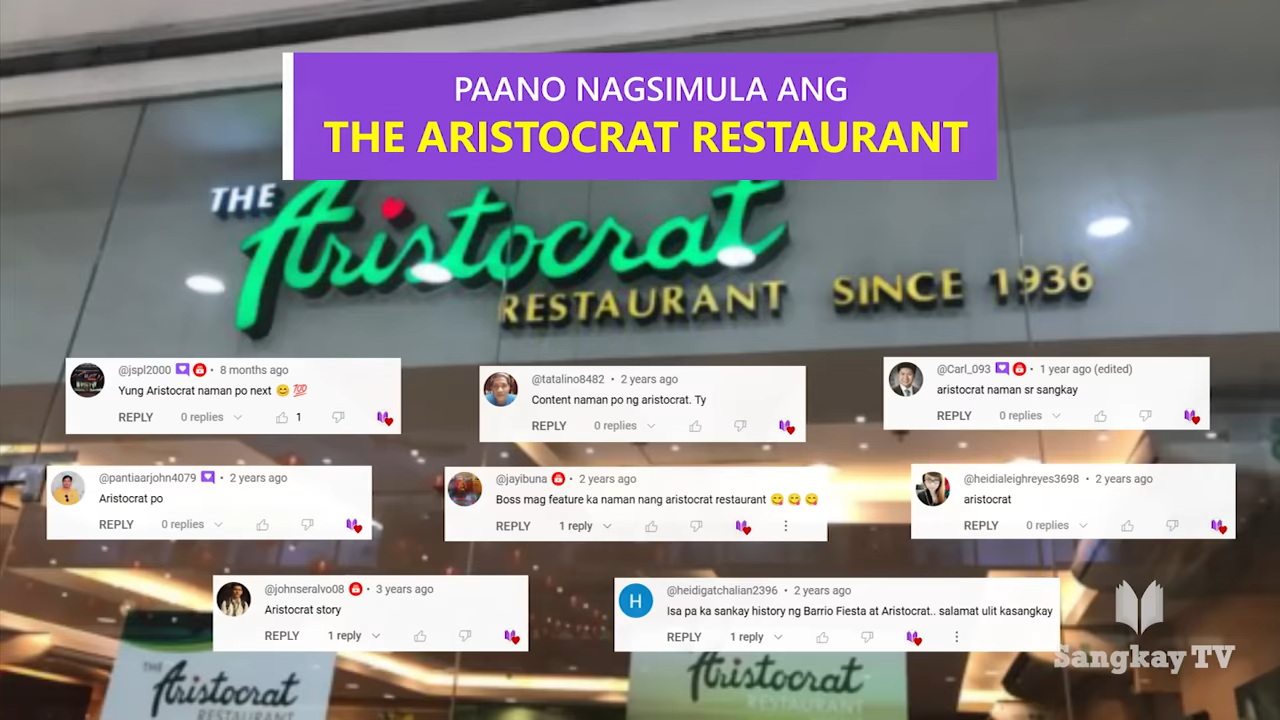 PAANO NAGSIMULA ANG
THE ARISTOCRAT RESTAURANT
THE
Aristocrat
RESTAURANT SINCE 1936
@jspl2000 • 8 months ago
Yung Aristocrat naman po next 😊 💯
REPLY 0 replies 1
@tatalino8482 • 2 years ago
Content naman po ng aristocrat. Ty
REPLY 0 replies
@Carl_093 • 1 year ago (edited)
aristocrat naman sr sangkay
REPLY 0 replies
@pantiaarjohn4079 • 2 years ago
Aristocrat po
REPLY 0 replies
@jayibuna • 2 years ago
Boss mag feature ka naman nang aristocrat restaurant 😋 😋 😋
REPLY 1 reply
@heidialeighreyes3698 • 2 years ago
aristocrat
REPLY 0 replies
@johnseralvo08 • 3 years ago
Aristocrat story
REPLY 1 reply
H
@heidigatchalian2396 • 2 years ago
Isa pa ka sankay history ng Barrio Fiesta at Aristocrat.. salamat ulit kasangkay
REPLY 1 reply
Sangkay TV
THE
Aristocrat
RESTAURANT
Aristocrat
RESTAURANT